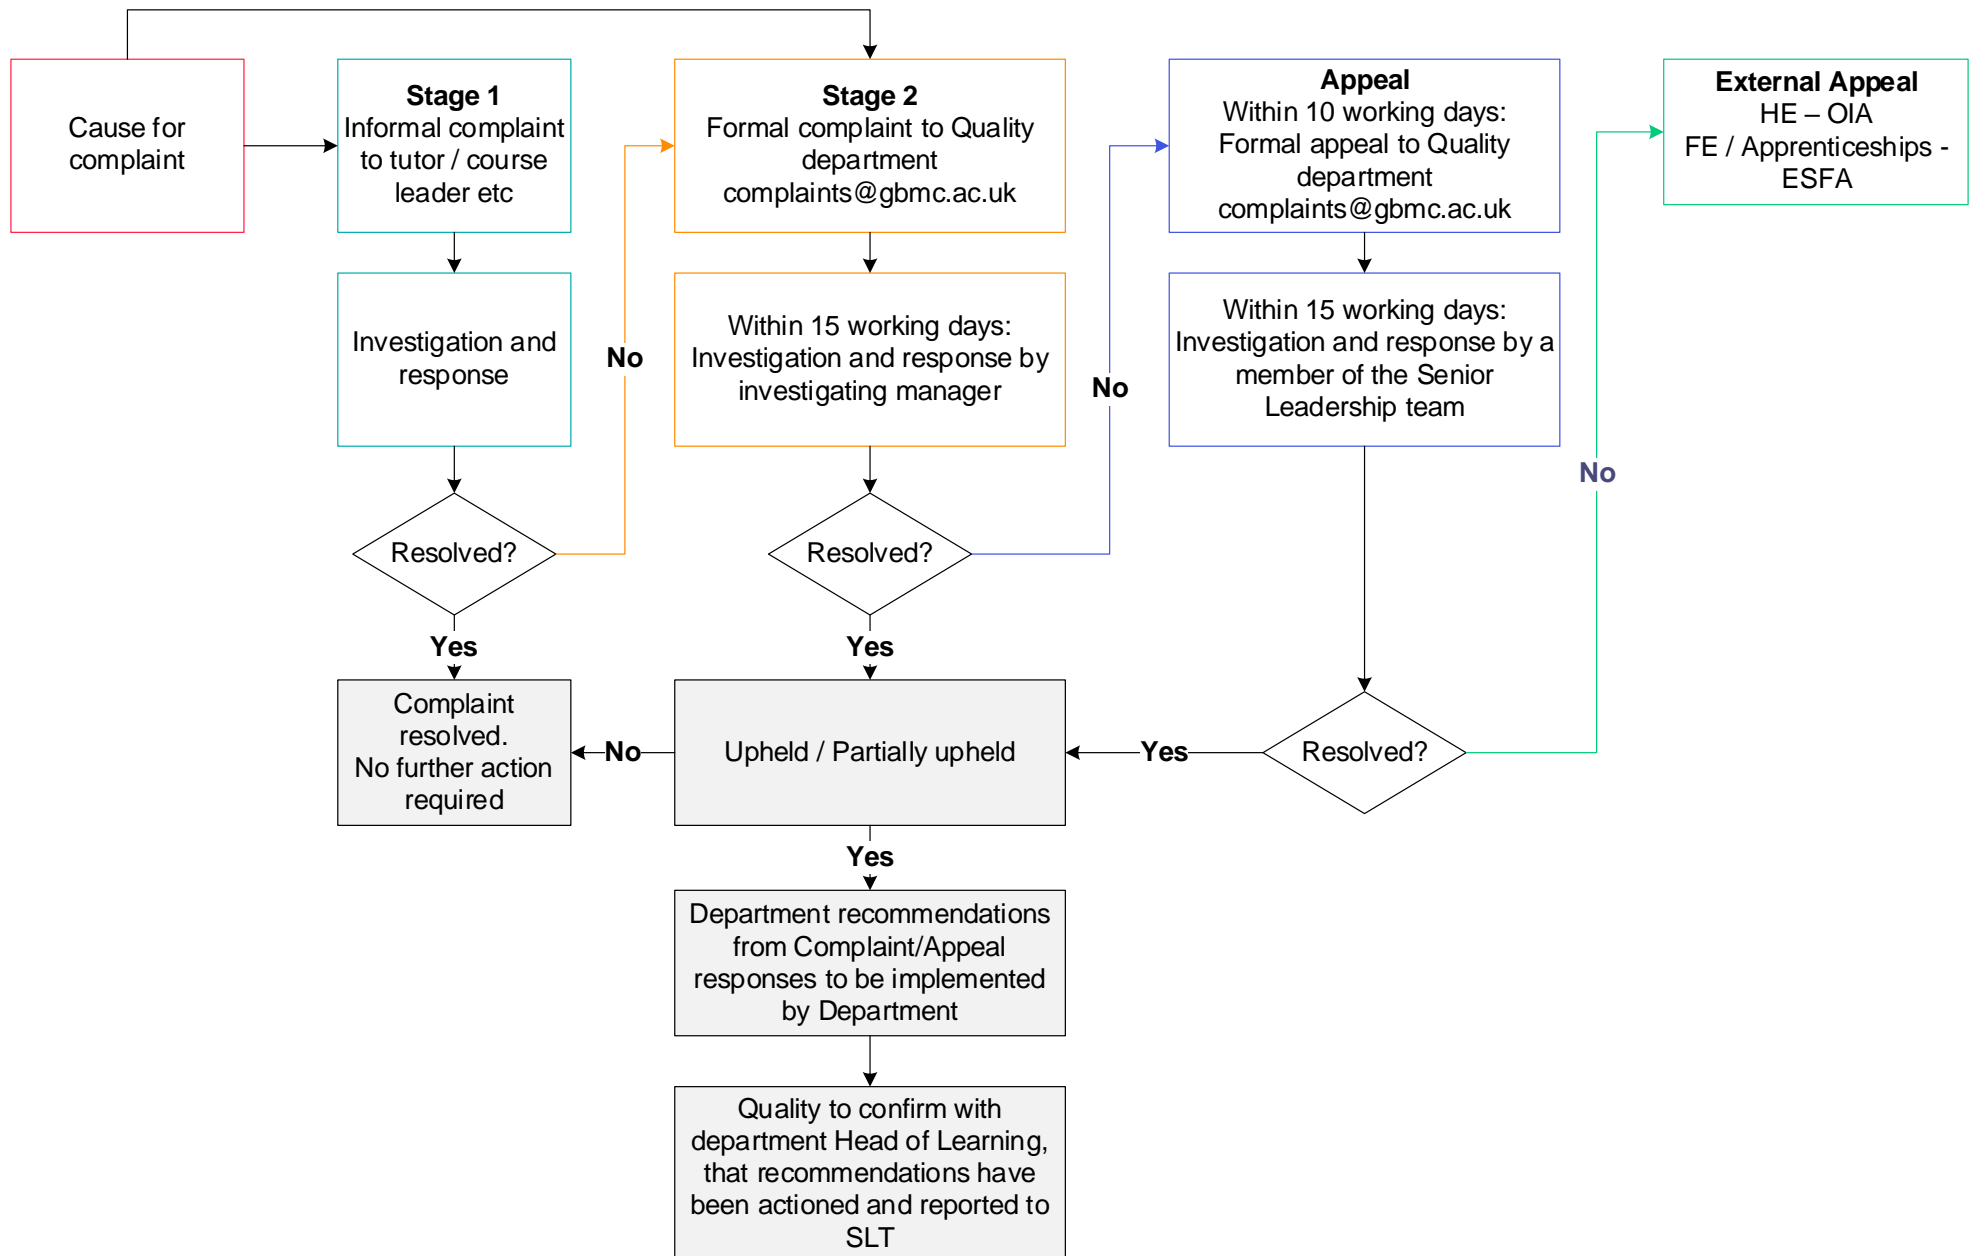 Cause for
complaint
Stage 1
Informal complaint
to tutor / course
leader etc
Stage 2
Formal complaint to Quality
department
complaints@gbmc.ac.uk
Appeal
Within 10 working days:
Formal appeal to Quality
department
complaints@gbmc.ac.uk
External Appeal
HE – OIA
FE / Apprenticeships -
ESFA
Investigation and
response
No
Within 15 working days:
Investigation and response by
investigating manager
No
Within 15 working days:
Investigation and response by a
member of the Senior
Leadership team
No
Resolved?
Resolved?
Yes
Yes
Complaint
resolved.
No further action
required
No
Upheld / Partially upheld
Yes
Resolved?
Yes
Department recommendations
from Complaint/Appeal
responses to be implemented
by Department
Quality to confirm with
department Head of Learning,
that recommendations have
been actioned and reported to
SLT